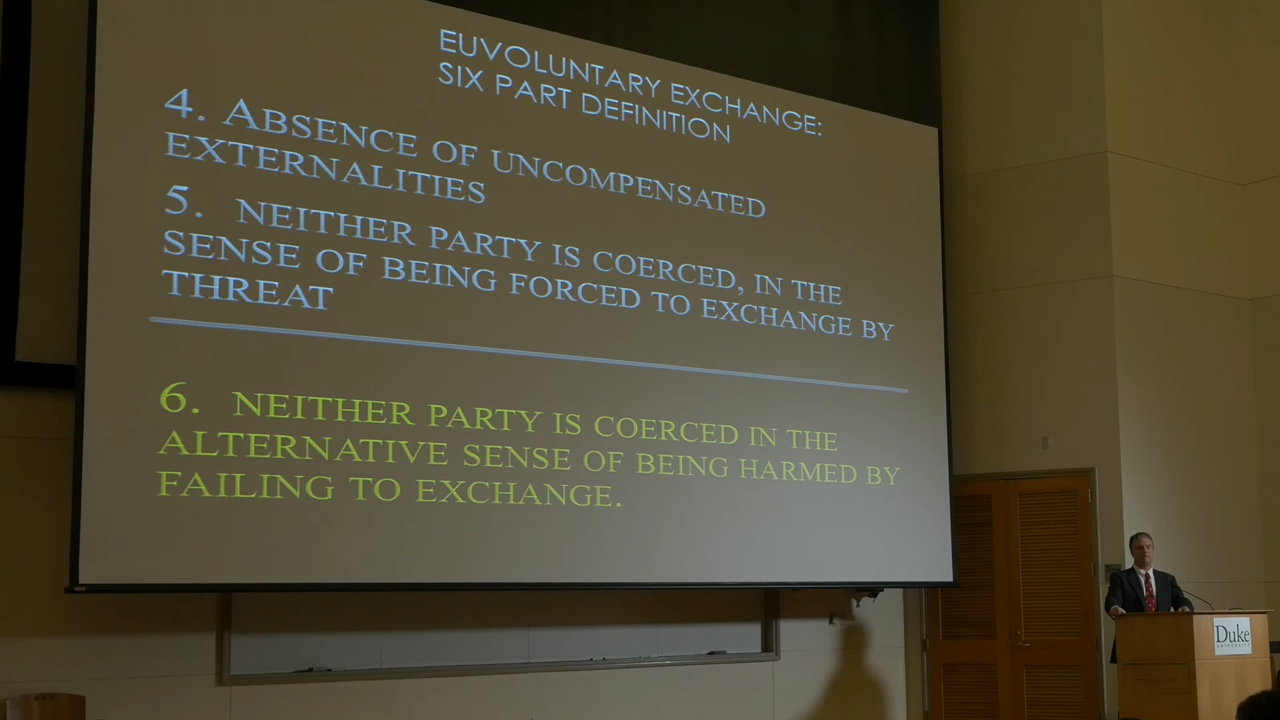 EUVOLUNTARY EXCHANGE:
SIX PART DEFINITION
4. ABSENCE OF UNCOMPENSATED
EXTERNALITIES
5. NEITHER PARTY IS COERCED, IN THE
SENSE OF BEING FORCED TO EXCHANGE BY
THREAT
6. NEITHER PARTY IS COERCED IN THE
ALTERNATIVE SENSE OF BEING HARMED BY
FAILING TO EXCHANGE.
Duke
UNIVERSITY